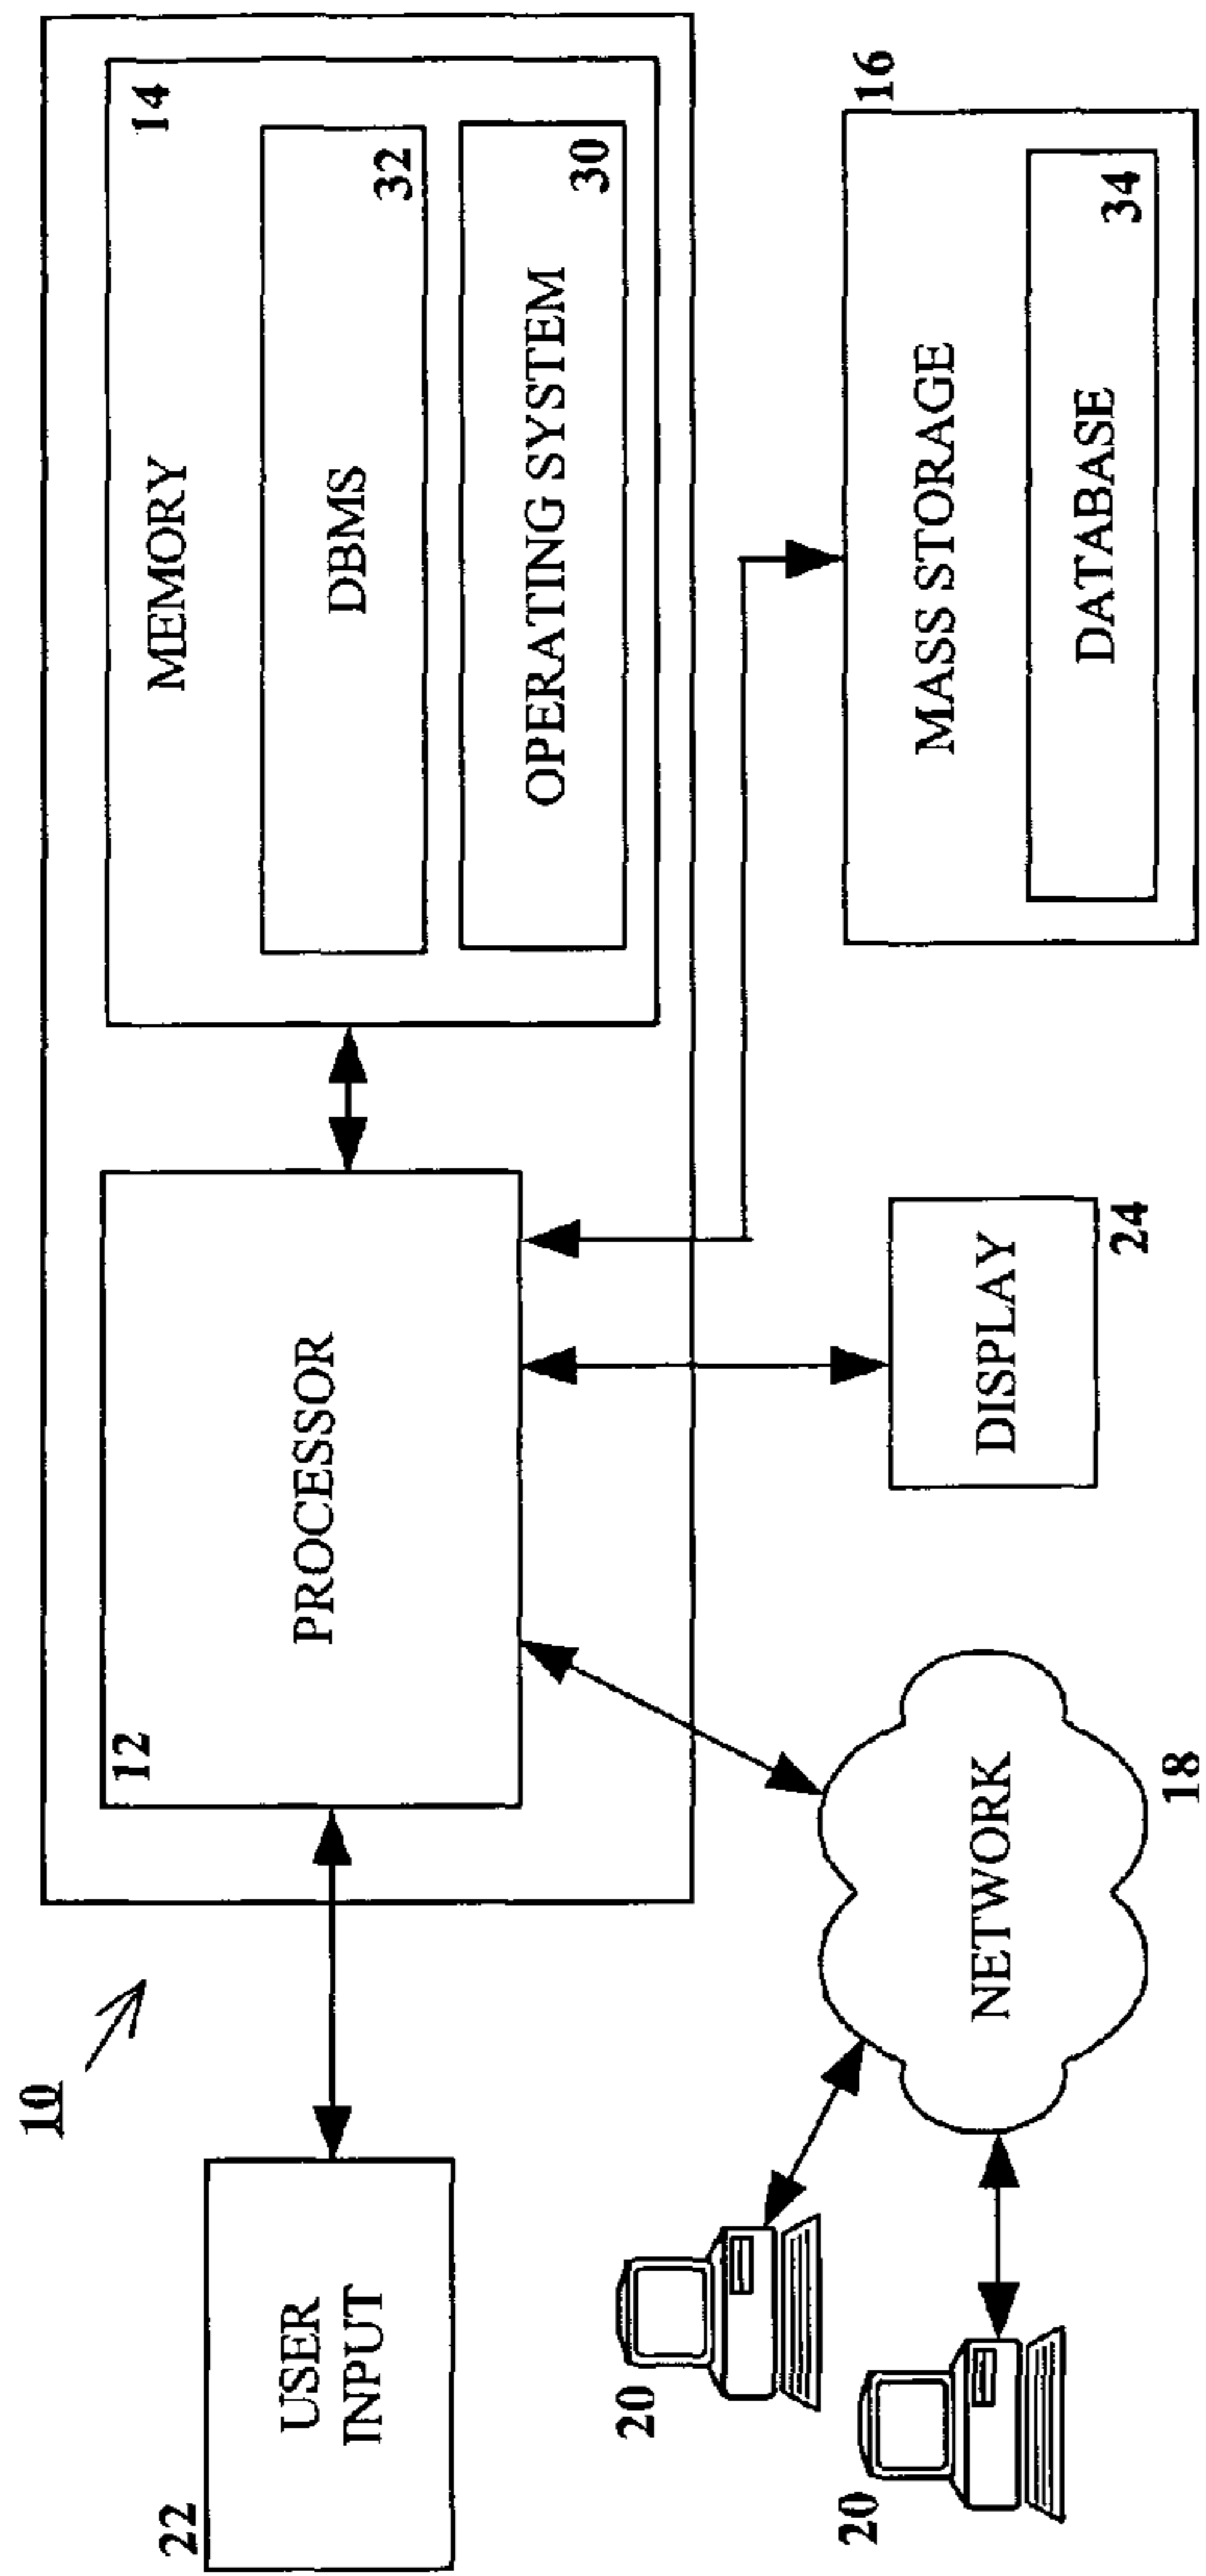 10
22
USER
INPUT
12
PROCESSOR
MEMORY
14
DBMS
32
OPERATING SYSTEM
30
20
20
NETWORK
18
DISPLAY
24
MASS STORAGE
16
DATABASE
34